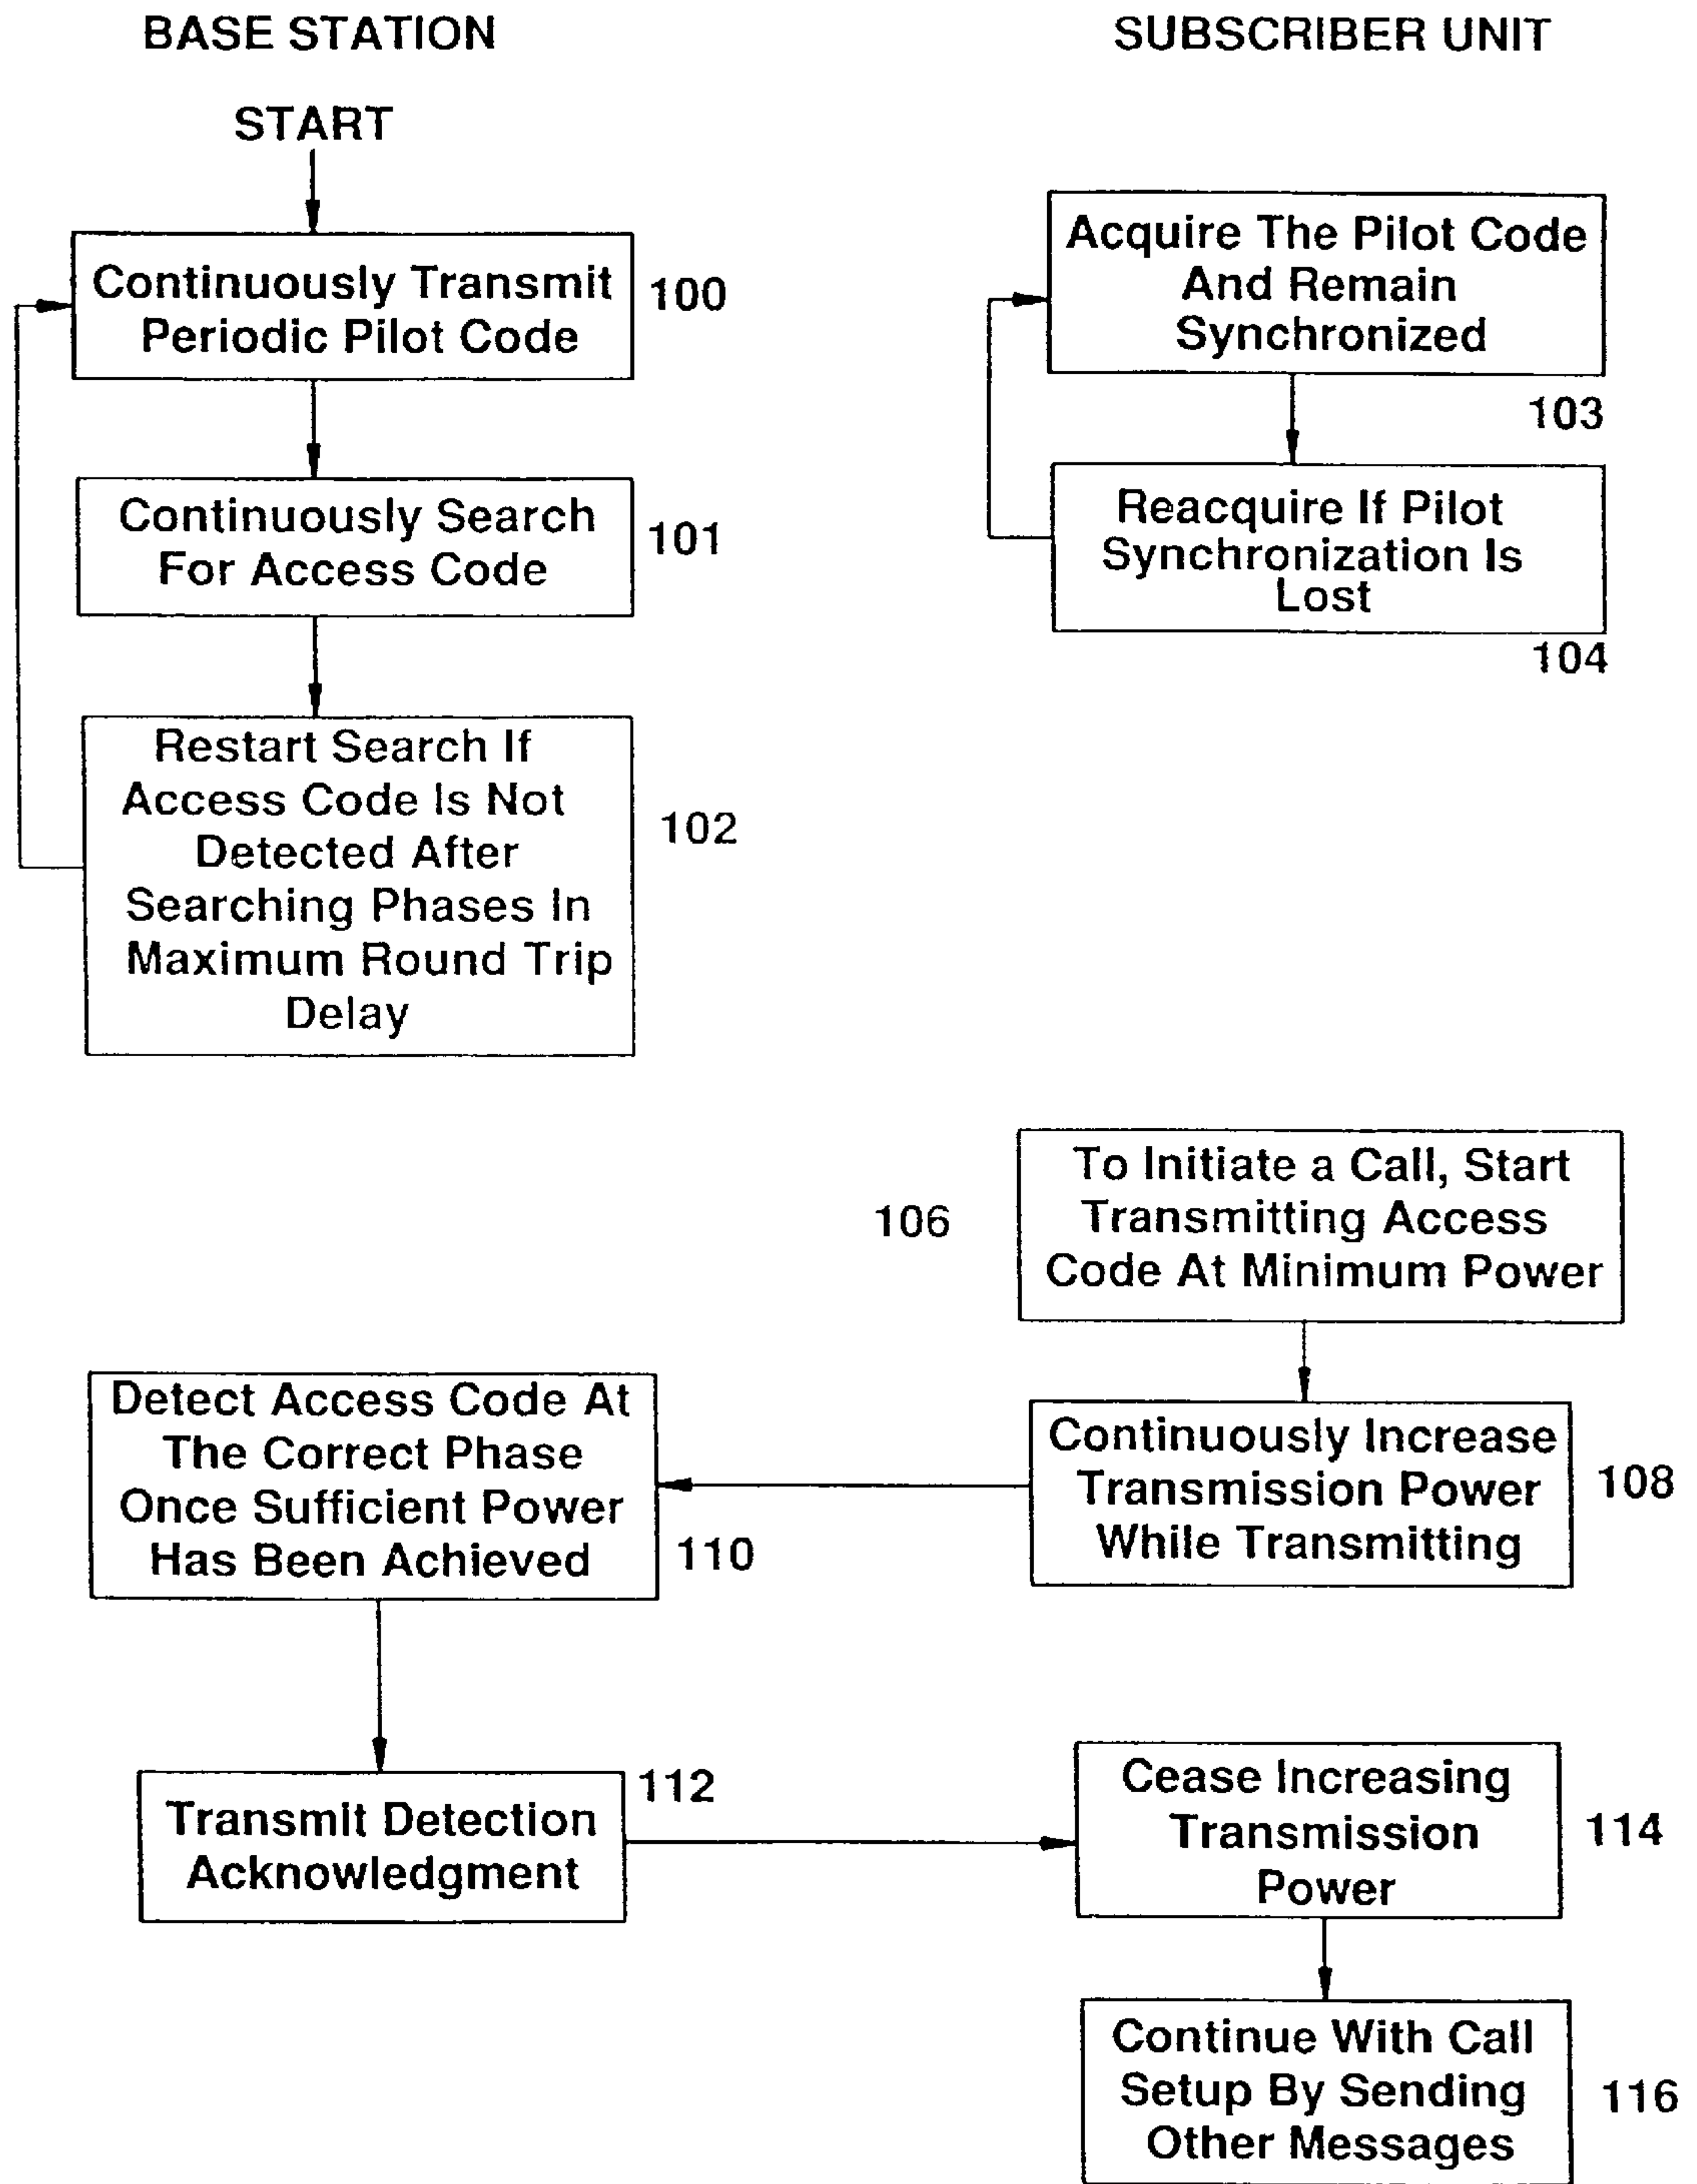 BASE STATION
SUBSCRIBER UNIT
START
Continuously Transmit
Periodic Pilot Code
100
Acquire The Pilot Code
And Remain
Synchronized
103
Continuously Search
For Access Code
101
Reacquire If Pilot
Synchronization Is
Lost
104
Restart Search If
Access Code Is Not
Detected After
Searching Phases In
Maximum Round Trip
Delay
102
To Initiate a Call, Start
Transmitting Access
Code At Minimum Power
106
Detect Access Code At
The Correct Phase
Once Sufficient Power
Has Been Achieved
110
Continuously Increase
Transmission Power
While Transmitting
108
Transmit Detection
Acknowledgment
112
Cease Increasing
Transmission
Power
114
Continue With Call
Setup By Sending
Other Messages
116